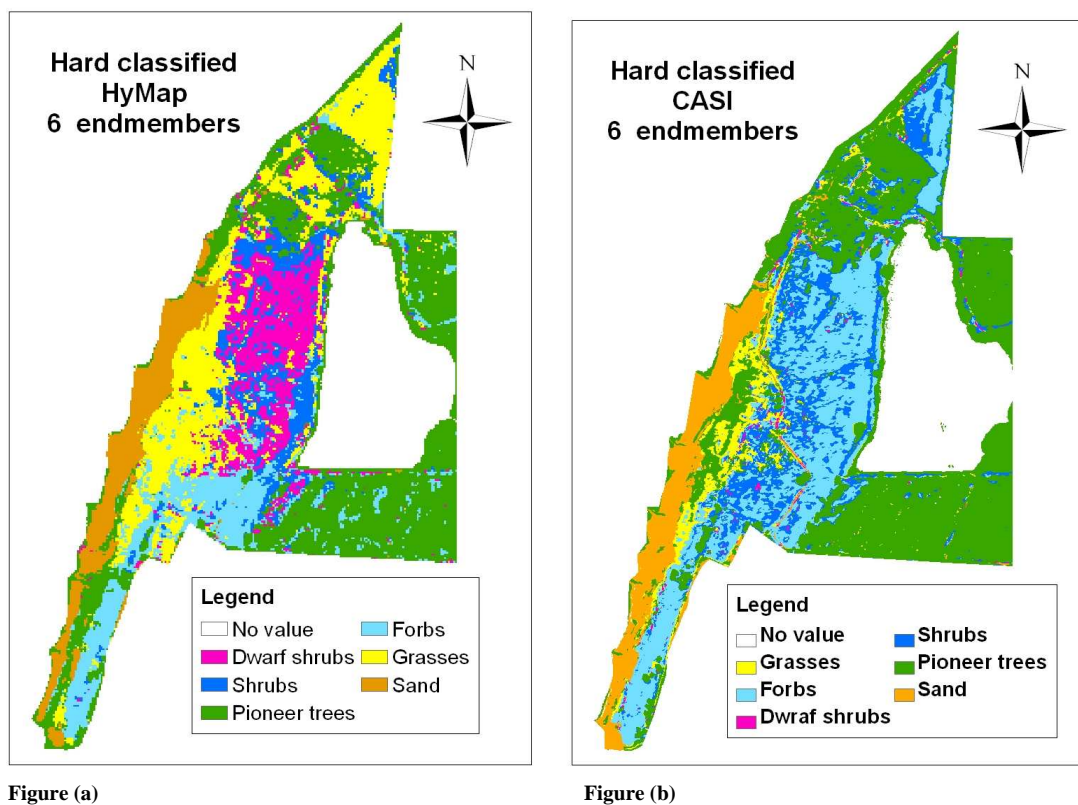 Hard classified
HyMap
6 endmembers
N
Legend
No value
Forbs
Dwarf shrubs
Grasses
Shrubs
Sand
Pioneer trees
Figure (a)
Hard classified
CASI
6 endmembers
N
Legend
No value
Shrubs
Grasses
Pioneer trees
Forbs
Sand
Dwraf shrubs
Figure (b)